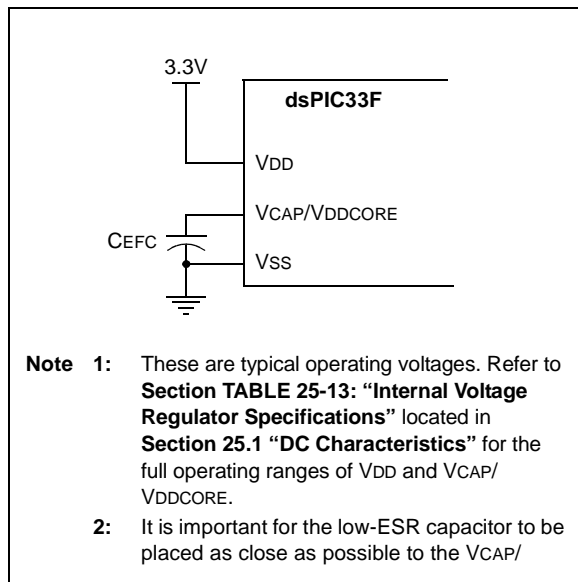 3.3V
dsPIC33F
VDD
VCAP/VDDCORE
CEFC
VSS
Note 1: These are typical operating voltages. Refer to
Section TABLE 25-13: “Internal Voltage
Regulator Specifications” located in
Section 25.1 “DC Characteristics” for the
full operating ranges of VDD and VCAP/
VDDCORE.
2: It is important for the low-ESR capacitor to be
placed as close as possible to the VCAP/